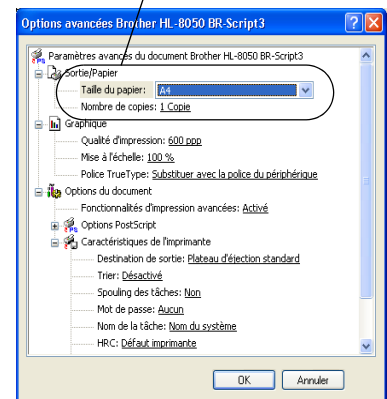 Options avancées Brother HL-8050 BR-Script3
Paramètres avancés du document Brother HL-8050 BR-Script3
Sortie/Papier
Taille du papier: A4
Nombre de copies: 1 Copie
Graphique
Qualité d'impression: 600 ppp
Mise à l'échelle: 100 %
Police TrueType: Substituer avec la police du périphérique
Options du document
Fonctionnalités d'impression avancées: Activé
Options PostScript
Caractéristiques de l'imprimante
Destination de sortie: Plateau d'éjection standard
Trier: Désactivé
Spouling des tâches: Non
Mot de passe: Aucun
Nom de la tâche: Nom du système
HRC: Défaut imprimante
OK Annuler